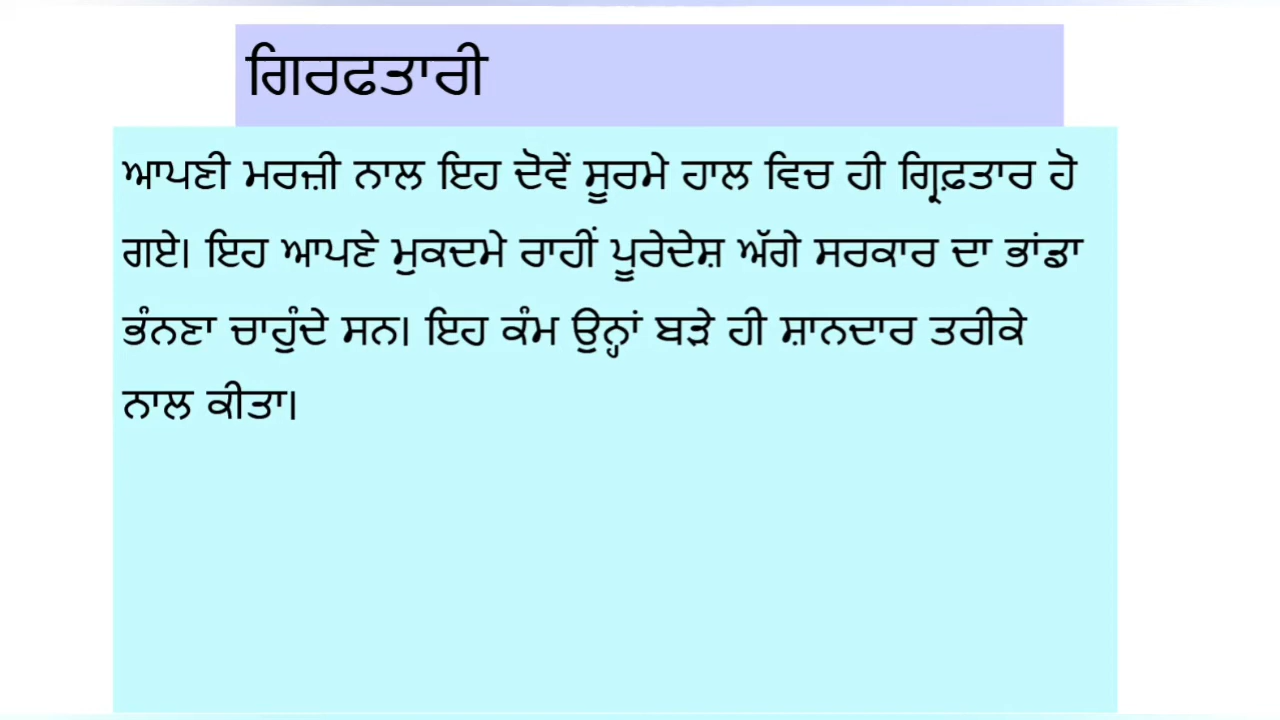 ਗਿਰਫਤਾਰੀ
ਆਪਣੀ ਮਰਜ਼ੀ ਨਾਲ ਇਹ ਦੋਵੇਂ ਸੂਰਮੇ ਹਾਲ ਵਿਚ ਹੀ ਗ੍ਰਿਫ਼ਤਾਰ ਹੋ
ਗਏ। ਇਹ ਆਪਣੇ ਮੁਕਦਮੇ ਰਾਹੀਂ ਪੂਰੇਦੇਸ਼ ਅੱਗੇ ਸਰਕਾਰ ਦਾ ਭਾਂਡਾ
ਭੰਨਣਾ ਚਾਹੁੰਦੇ ਸਨ। ਇਹ ਕੰਮ ਉਨ੍ਹਾਂ ਬੜੇ ਹੀ ਸ਼ਾਨਦਾਰ ਤਰੀਕੇ
ਨਾਲ ਕੀਤਾ।